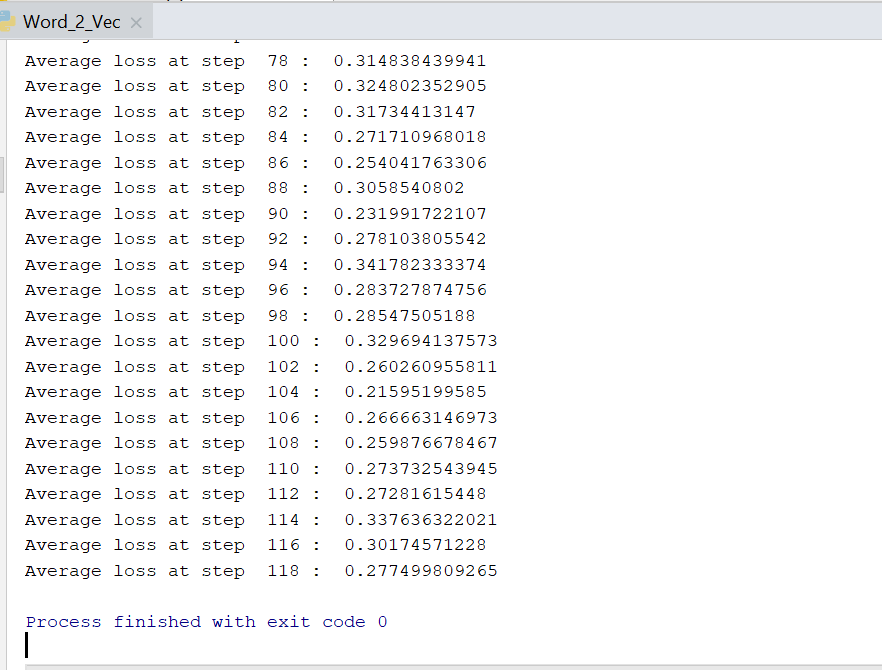 Word_2_Vec
Average loss at step 78 : 0.314838439941
Average loss at step 80 : 0.324802352905
Average loss at step 82 : 0.31734413147
Average loss at step 84 : 0.271710968018
Average loss at step 86 : 0.254041763306
Average loss at step 88 : 0.3058540802
Average loss at step 90 : 0.231991722107
Average loss at step 92 : 0.278103805542
Average loss at step 94 : 0.341782333374
Average loss at step 96 : 0.283727874756
Average loss at step 98 : 0.28547505188
Average loss at step 100 : 0.329694137573
Average loss at step 102 : 0.260260955811
Average loss at step 104 : 0.21595199585
Average loss at step 106 : 0.266663146973
Average loss at step 108 : 0.259876678467
Average loss at step 110 : 0.273732543945
Average loss at step 112 : 0.27281615448
Average loss at step 114 : 0.337636322021
Average loss at step 116 : 0.30174571228
Average loss at step 118 : 0.277499809265
Process finished with exit code 0